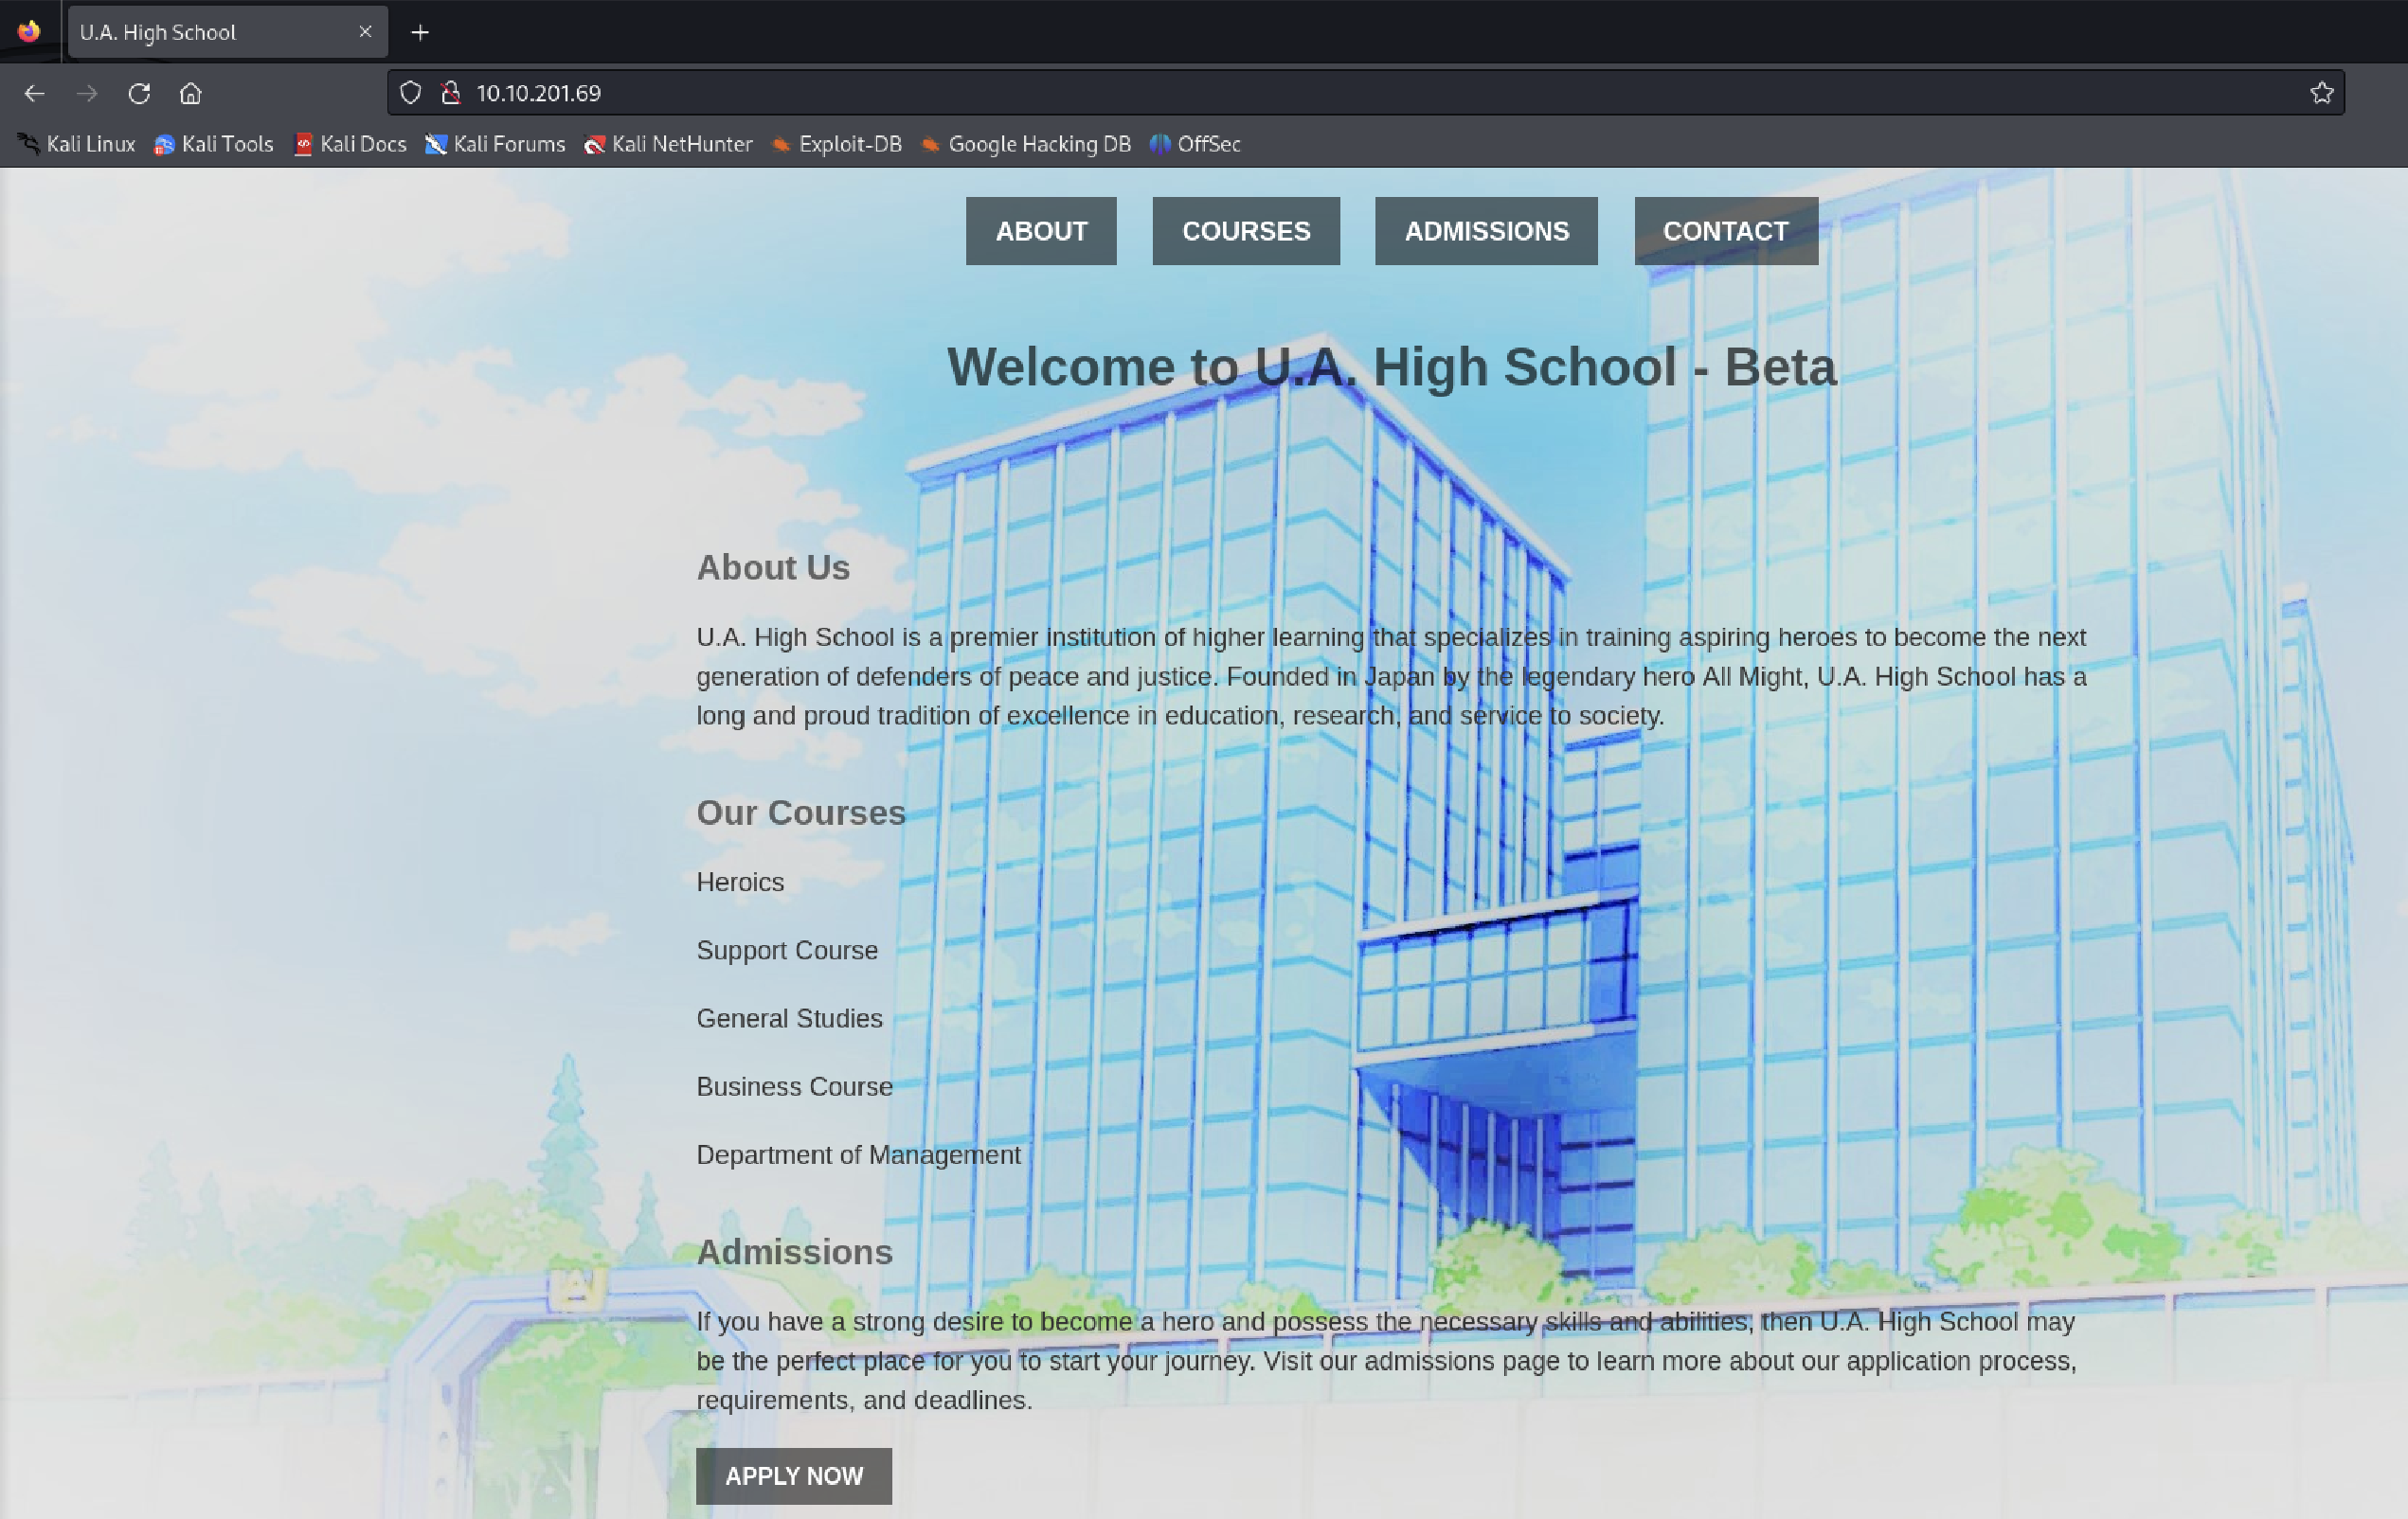 U.A. High School
10.10.201.69
Kali Linux Kali Tools Kali Docs Kali Forums Kali NetHunter Exploit-DB Google Hacking DB OffSec
ABOUT COURSES ADMISSIONS CONTACT
Welcome to U.A. High School - Beta
About Us
U.A. High School is a premier institution of higher learning that specializes in training aspiring heroes to become the next
generation of defenders of peace and justice. Founded in Japan by the legendary hero All Might, U.A. High School has a
long and proud tradition of excellence in education, research, and service to society.
Our Courses
Heroics
Support Course
General Studies
Business Course
Department of Management
Admissions
If you have a strong desire to become a hero and possess the necessary skills and abilities, then U.A. High School may
be the perfect place for you to start your journey. Visit our admissions page to learn more about our application process,
requirements, and deadlines.
APPLY NOW